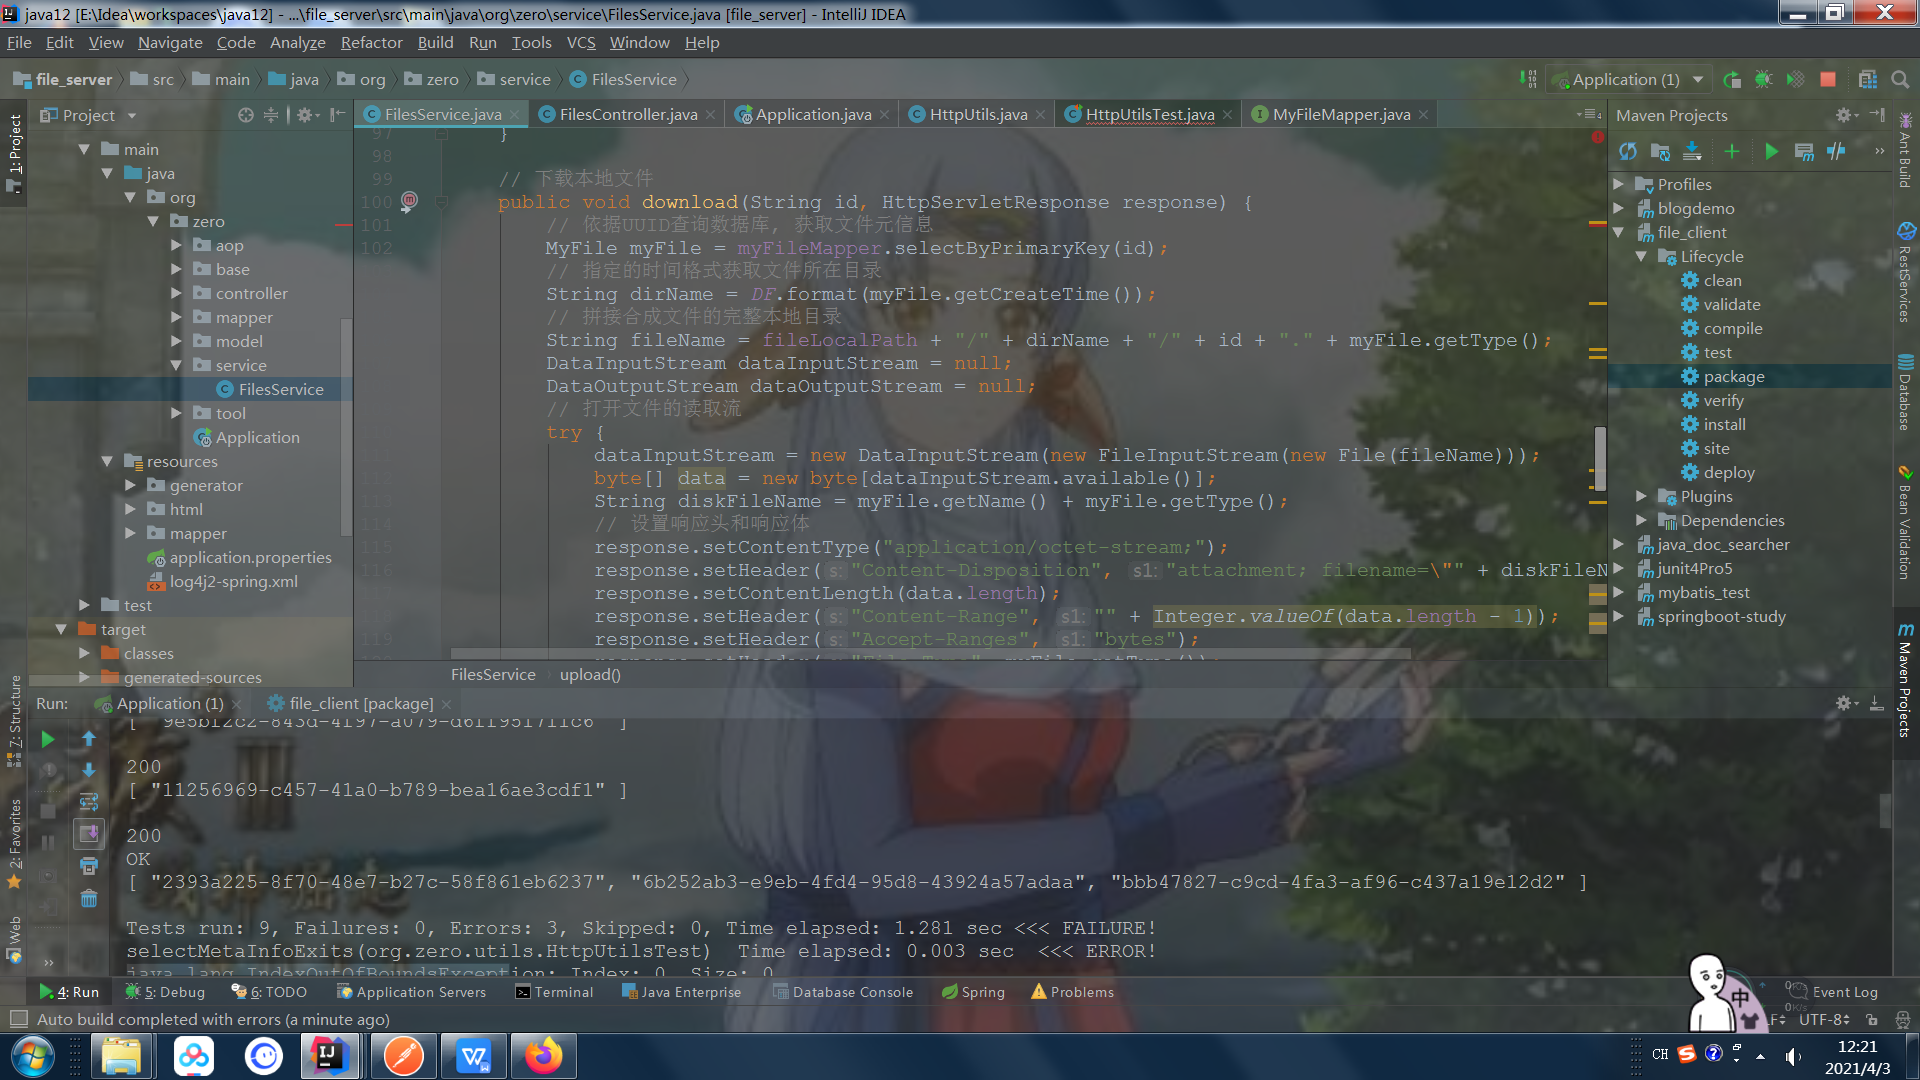 java12 [E:\Idea\workspaces\java12] - ...\file_server\src\main\java\org\zero\service\FilesService.java [file_server] - IntelliJ IDEA
File Edit View Navigate Code Analyze Refactor Build Run Tools VCS Window Help
file_server src main java org zero service FilesService
Application (1)
Project
FilesService.java FilesController.java Application.java HttpUtils.java HttpUtilsTest.java MyFileMapper.java
Maven Projects
1: Project
7: Structure
2: Favorites
Web
main
java
org
zero
aop
base
controller
mapper
model
service
FilesService
tool
Application
resources
generator
html
mapper
application.properties
log4j2-spring.xml
test
target
classes
generated-sources
97 }
98
99 // 下载本地文件
100 public void download(String id, HttpServletResponse response) {
101 // 依据UUID查询数据库, 获取文件元信息
102 MyFile myFile = myFileMapper.selectByPrimaryKey(id);
// 指定的时间格式获取文件所在目录
String dirName = DF.format(myFile.getCreateTime());
// 拼接合成文件的完整本地目录
String fileName = fileLocalPath + "/" + dirName + "/" + id + "." + myFile.getType();
DataInputStream dataInputStream = null;
DataOutputStream dataOutputStream = null;
// 打开文件的读取流
try {
dataInputStream = new DataInputStream(new FileInputStream(new File(fileName)));
byte[] data = new byte[dataInputStream.available()];
String diskFileName = myFile.getName() + myFile.getType();
// 设置响应头和响应体
115 response.setContentType("application/octet-stream;");
116 response.setHeader( s: "Content-Disposition", s1: "attachment; filename=\"" + diskFileN
response.setContentLength(data.length);
response.setHeader( s: "Content-Range", s1: "" + Integer.valueOf(data.length - 1));
119 response.setHeader( s: "Accept-Ranges", s1: "bytes");
FilesService upload()
Profiles
blogdemo
file_client
Lifecycle
clean
validate
compile
test
package
verify
install
site
deploy
Plugins
Dependencies
java_doc_searcher
junit4Pro5
mybatis_test
springboot-study
Ant Build
RestServices
Database
Bean Validation
Maven Projects
Run: Application (1) file_client [package]
[ "9e5bf2c2-843d-4197-a079-d6ff951711c6" ]
200
[ "11256969-c457-41a0-b789-bea16ae3cdf1" ]
200
OK
[ "2393a225-8f70-48e7-b27c-58f861eb6237", "6b252ab3-e9eb-4fd4-95d8-43924a57adaa", "bbb47827-c9cd-4fa3-af96-c437a19e12d2" ]
Tests run: 9, Failures: 0, Errors: 3, Skipped: 0, Time elapsed: 1.281 sec <<< FAILURE!
selectMetaInfoExits(org.zero.utils.HttpUtilsTest)  Time elapsed: 0.003 sec  <<< ERROR!
java.lang.IndexOutOfBoundsException: Index: 0, Size: 0
4: Run 5: Debug 6: TODO Application Servers Terminal Java Enterprise Database Console Spring Problems Event Log
0K/s
0K/s
中
Auto build completed with errors (a minute ago)
UTF-8
CH
12:21
2021/4/3